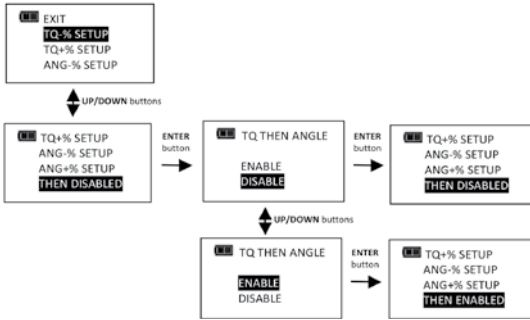 EXIT
TQ-% SETUP
TQ+% SETUP
ANG-% SETUP
UP/DOWN buttons
TQ+% SETUP
ANG-% SETUP
ANG+% SETUP
THEN DISABLED
ENTER
button
TQ THEN ANGLE
ENABLE
DISABLE
ENTER
button
TQ+% SETUP
ANG-% SETUP
ANG+% SETUP
THEN DISABLED
UP/DOWN buttons
TQ THEN ANGLE
ENABLE
DISABLE
ENTER
button
TQ+% SETUP
ANG-% SETUP
ANG+% SETUP
THEN ENABLED